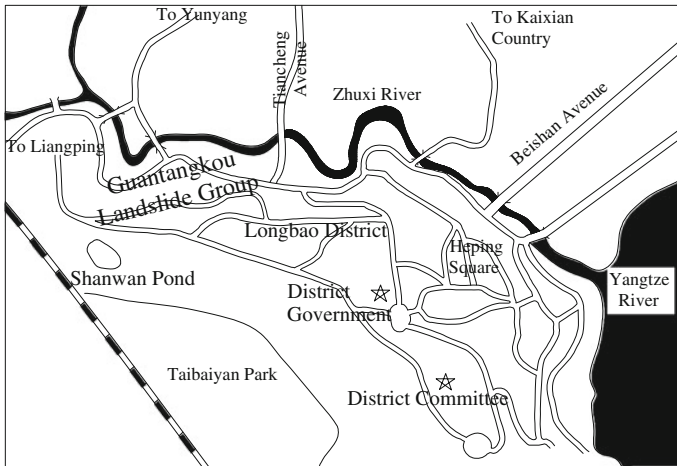 To Yunyang
To Kaixian
Country
Tiancheng
Avenue
Zhuxi River
Beishan Avenue
To Liangping
Guantangkou
Landslide Group
Longbao District
Heping
Square
Shanwan Pond
District
Government
Yangtze
River
Taibaiyan Park
District Committee